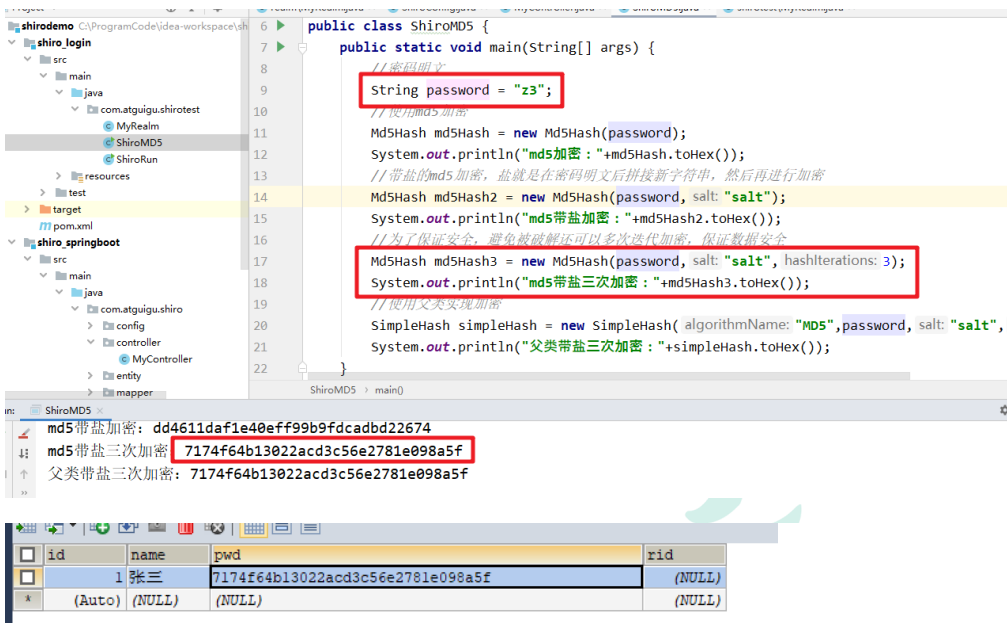 shirodemo C:\ProgramCode\idea-workspace\sh
shiro_login
src
main
java
com.atguigu.shirotest
MyRealm
ShiroMD5
ShiroRun
resources
test
target
pom.xml
shiro_springboot
src
main
java
com.atguigu.shiro
config
controller
MyController
entity
mapper
6 public class ShiroMD5 {
7 public static void main(String[] args) {
8 //密码明文
9 String password = "z3";
10 //使用md5加密
11 Md5Hash md5Hash = new Md5Hash(password);
12 System.out.println("md5加密："+md5Hash.toHex());
13 //带盐的md5加密，盐就是在密码明文后拼接新字符串，然后再进行加密
14 Md5Hash md5Hash2 = new Md5Hash(password, salt: "salt");
15 System.out.println("md5带盐加密："+md5Hash2.toHex());
16 //为了保证安全，避免被破解还可以多次迭代加密，保证数据安全
17 Md5Hash md5Hash3 = new Md5Hash(password, salt: "salt", hashIterations: 3);
18 System.out.println("md5带盐三次加密："+md5Hash3.toHex());
19 //使用父类实现加密
20 SimpleHash simpleHash = new SimpleHash( algorithmName: "MD5",password, salt: "salt",
21 System.out.println("父类带盐三次加密："+simpleHash.toHex());
22 }
ShiroMD5 > main()
ShiroMD5 ×
md5带盐加密：dd4611daf1e40eff99b9fdcadbd22674
md5带盐三次加密 7174f64b13022acd3c56e2781e098a5f
父类带盐三次加密：7174f64b13022acd3c56e2781e098a5f
id name pwd rid
1 张三 7174f64b13022acd3c56e2781e098a5f (NULL)
* (Auto) (NULL) (NULL) (NULL)